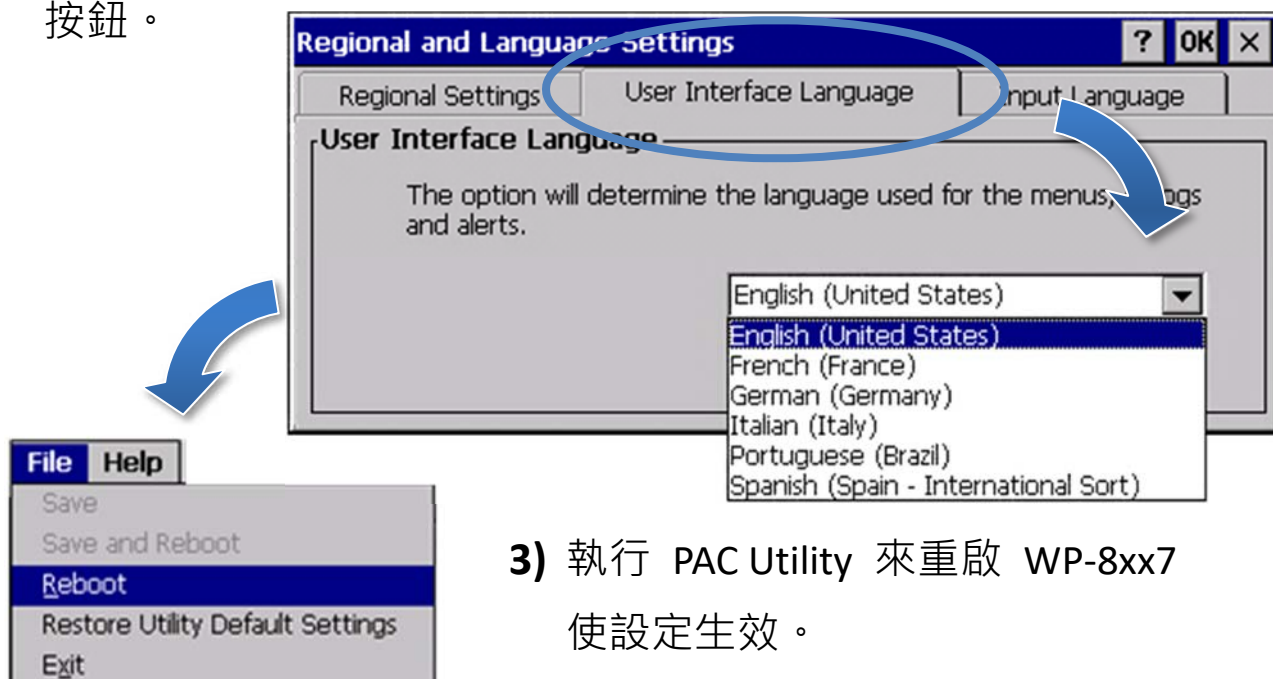 按鈕。
Regional and Language Settings ? OK ×
Regional Settings User Interface Language Input Language
User Interface Language
The option will determine the language used for the menus,
and alerts.
English (United States)
English (United States)
French (France)
German (Germany)
Italian (Italy)
Portuguese (Brazil)
Spanish (Spain - International Sort)
File Help
Save
Save and Reboot
Reboot
Restore Utility Default Settings
Exit
3) 執行 PAC Utility 來重啟 WP-8xx7
使設定生效。